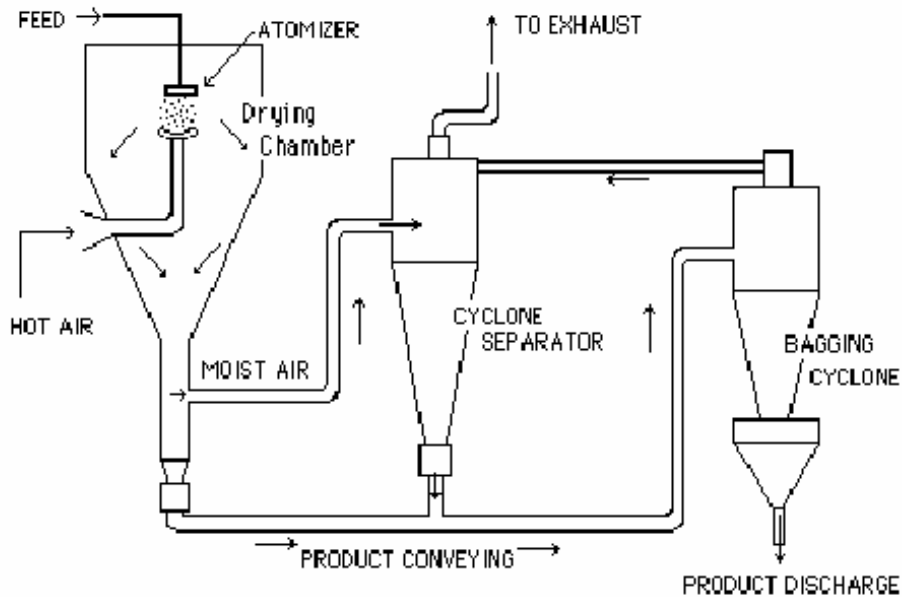 FEED
ATOMIZER
TO EXHAUST
Drying
Chamber
HOT AIR
MOIST AIR
CYCLONE
SEPARATOR
BAGGING
CYCLONE
PRODUCT CONVEYING
PRODUCT DISCHARGE